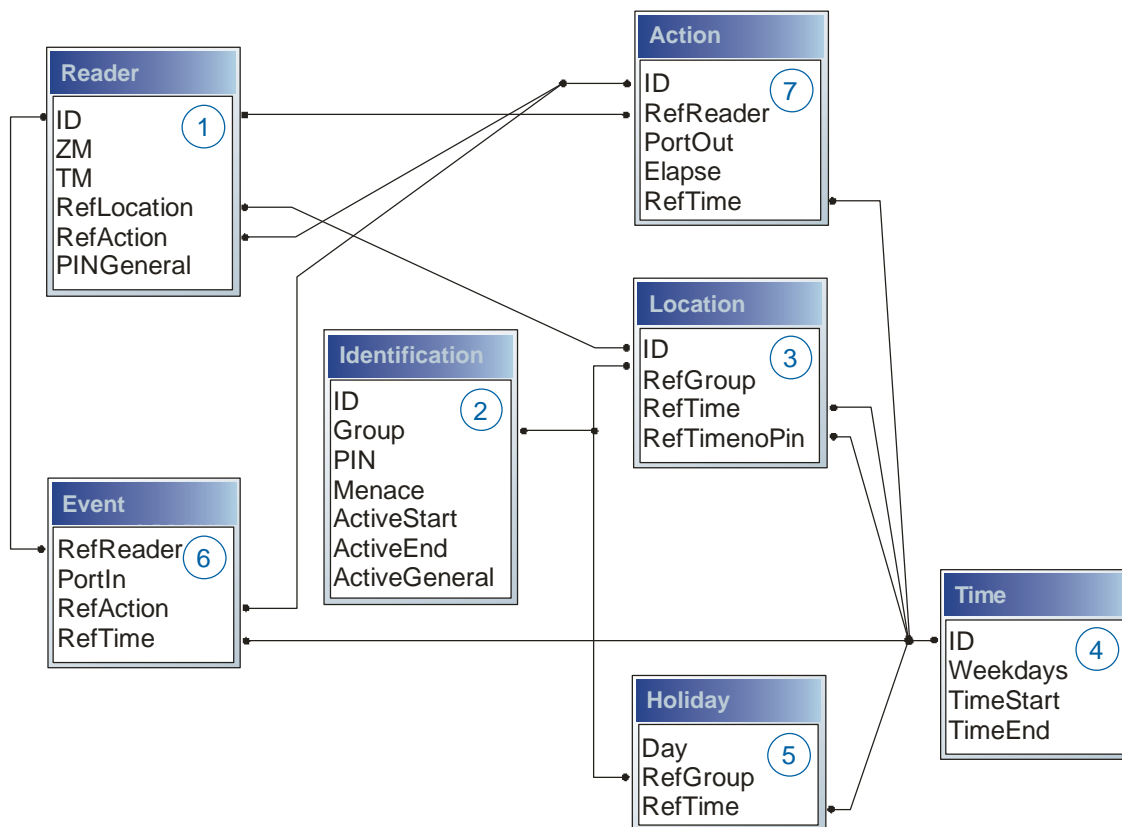 Reader
1
ID
ZM
TM
RefLocation
RefAction
PINGeneral
Action
7
ID
RefReader
PortOut
Elapse
RefTime
Identification
2
ID
Group
PIN
Menace
ActiveStart
ActiveEnd
ActiveGeneral
Location
3
ID
RefGroup
RefTime
RefTimenoPin
Event
6
RefReader
PortIn
RefAction
RefTime
Time
4
ID
Weekdays
TimeStart
TimeEnd
Holiday
5
Day
RefGroup
RefTime